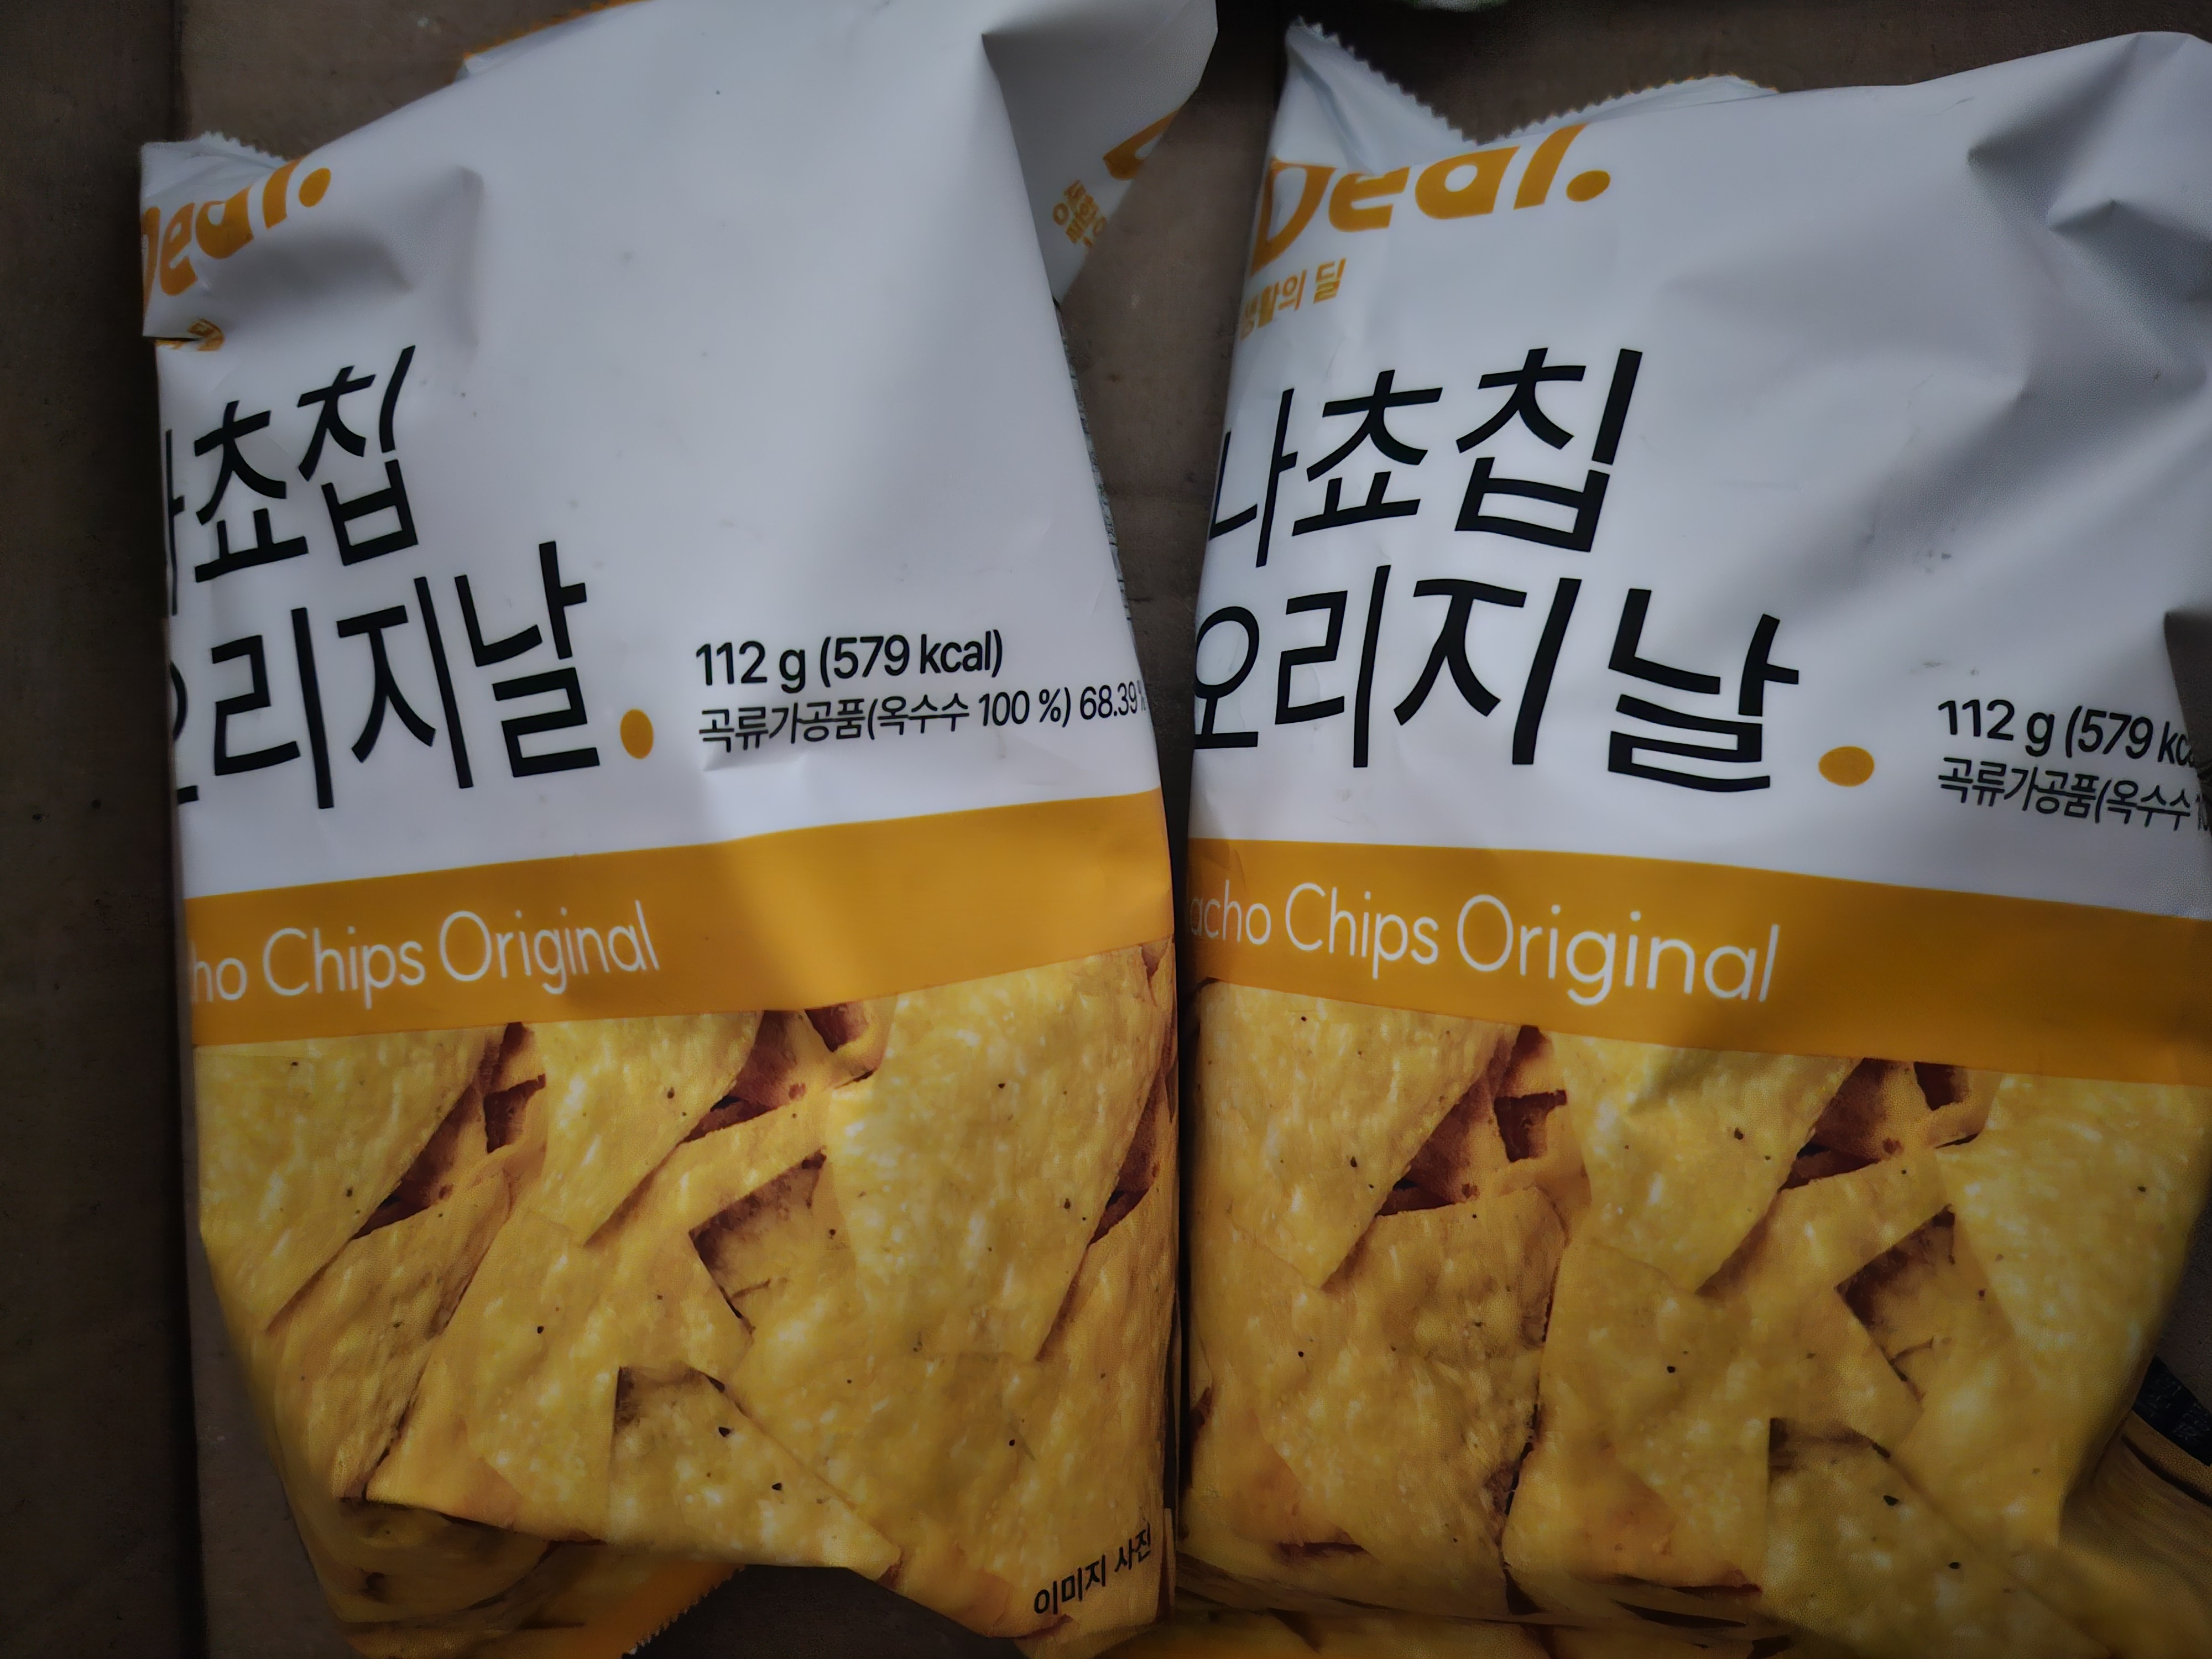 Deal.
나쵸칩
오리지날.
112 g (579 kcal)
곡류가공품(옥수수 100 %) 68.39
Chips Original
이미지 사진
Deal.
생활의 딜
나쵸칩
오리지날.
112 g (579
곡류가공품(옥수수
Chips Original